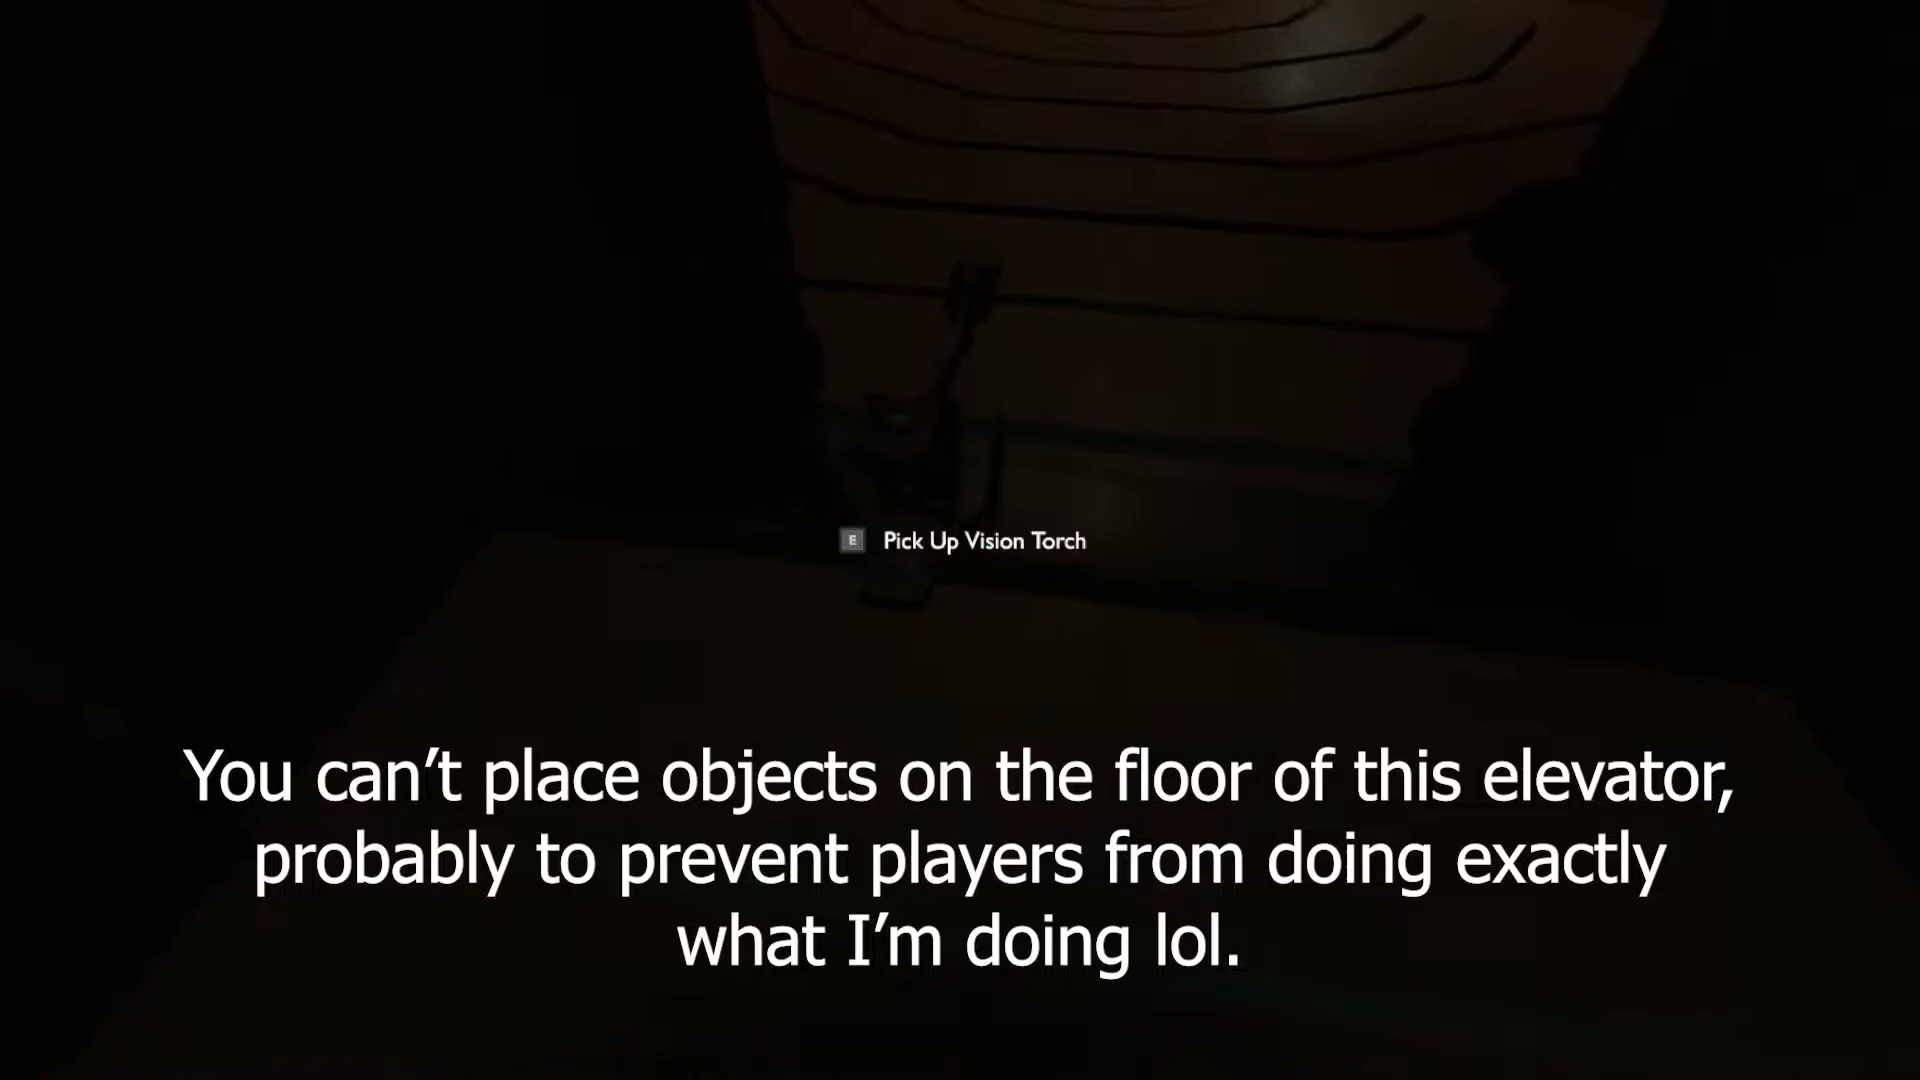 E Pick Up Vision Torch
You can’t place objects on the floor of this elevator,
probably to prevent players from doing exactly
what I’m doing lol.